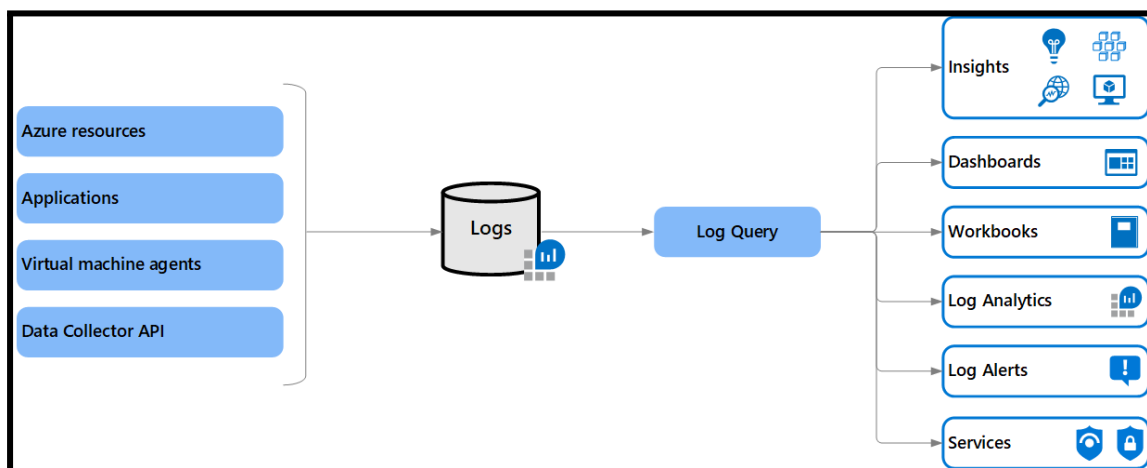 Azure resources
Applications
Virtual machine agents
Data Collector API
Logs
Log Query
Insights
Dashboards
Workbooks
Log Analytics
Log Alerts
Services